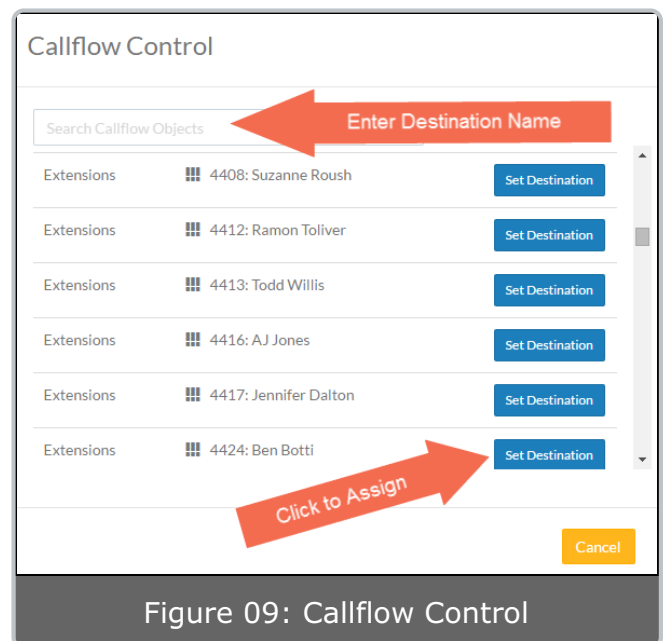 Callflow Control
Search Callflow Objects
Enter Destination Name
Extensions 4408: Suzanne Roush Set Destination
Extensions 4412: Ramon Toliver Set Destination
Extensions 4413: Todd Willis Set Destination
Extensions 4416: AJ Jones Set Destination
Extensions 4417: Jennifer Dalton Set Destination
Extensions 4424: Ben Botti Set Destination
Click to Assign
Cancel
Figure 09: Callflow Control